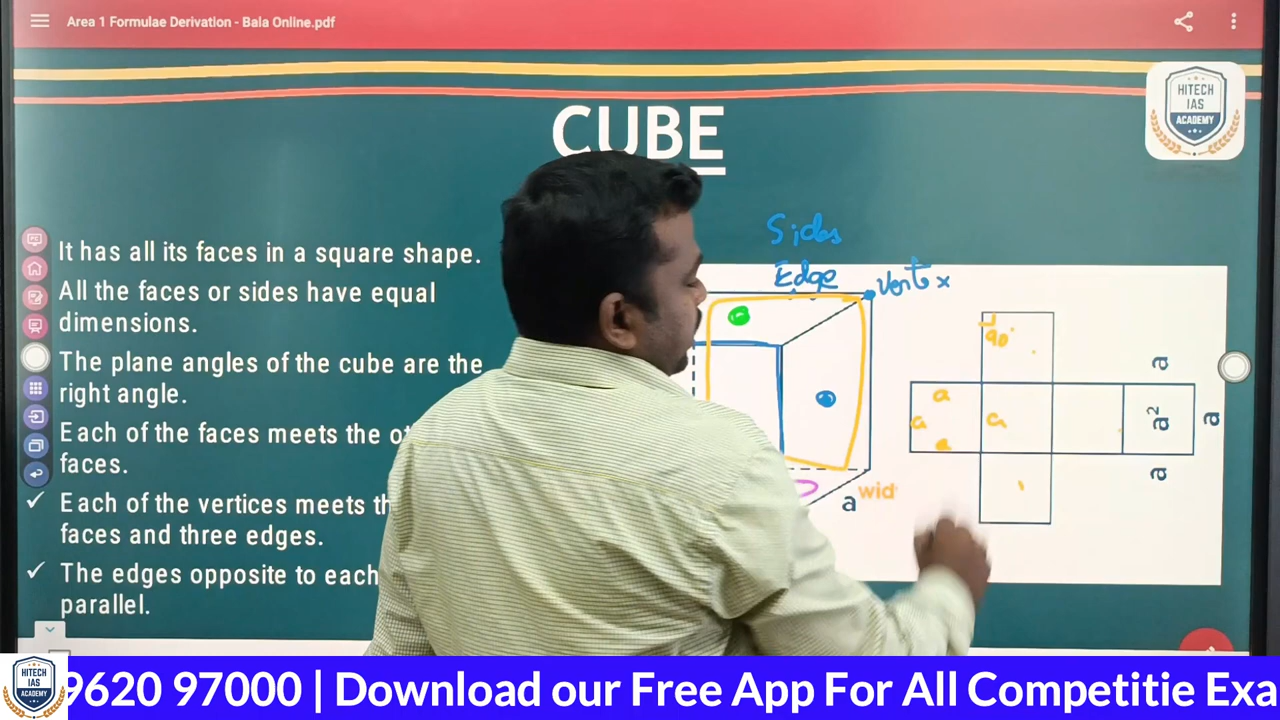 Area 1 Formulae Derivation - Bala Online.pdf
HITECH
IAS
ACADEMY
CUBE
It has all its faces in a square shape.
All the faces or sides have equal
dimensions.
The plane angles of the cube are the
right angle.
Each of the faces meets the
faces.
Each of the vertices meets
faces and three edges.
The edges opposite to each
parallel.
Sides
Edge
Vertex
90°
a
a
a
a
a
a²
a
a
a
wid
HITECH
IAS
ACADEMY
9620 97000 | Download our Free App For All Competitie Exa